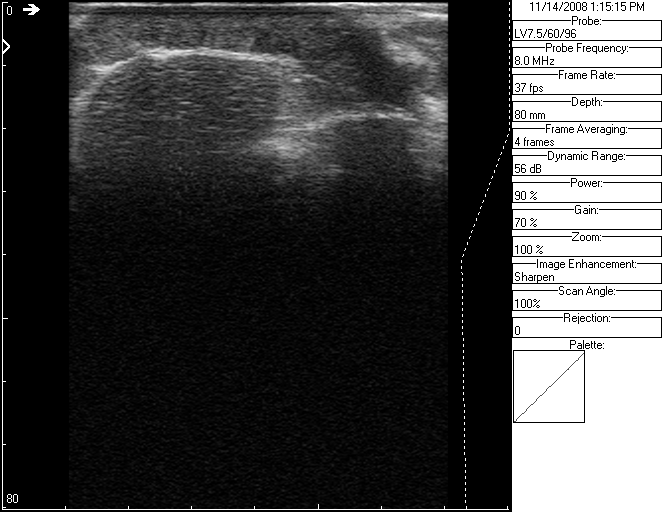 0
80
11/14/2008 1:15:15 PM
Probe:
LV7.5/60/96
Probe Frequency:
8.0 MHz
Frame Rate:
37 fps
Depth:
80 mm
Frame Averaging:
4 frames
Dynamic Range:
56 dB
Power:
90 %
Gain:
70 %
Zoom:
100 %
Image Enhancement:
Sharpen
Scan Angle:
100%
Rejection:
0
Palette: